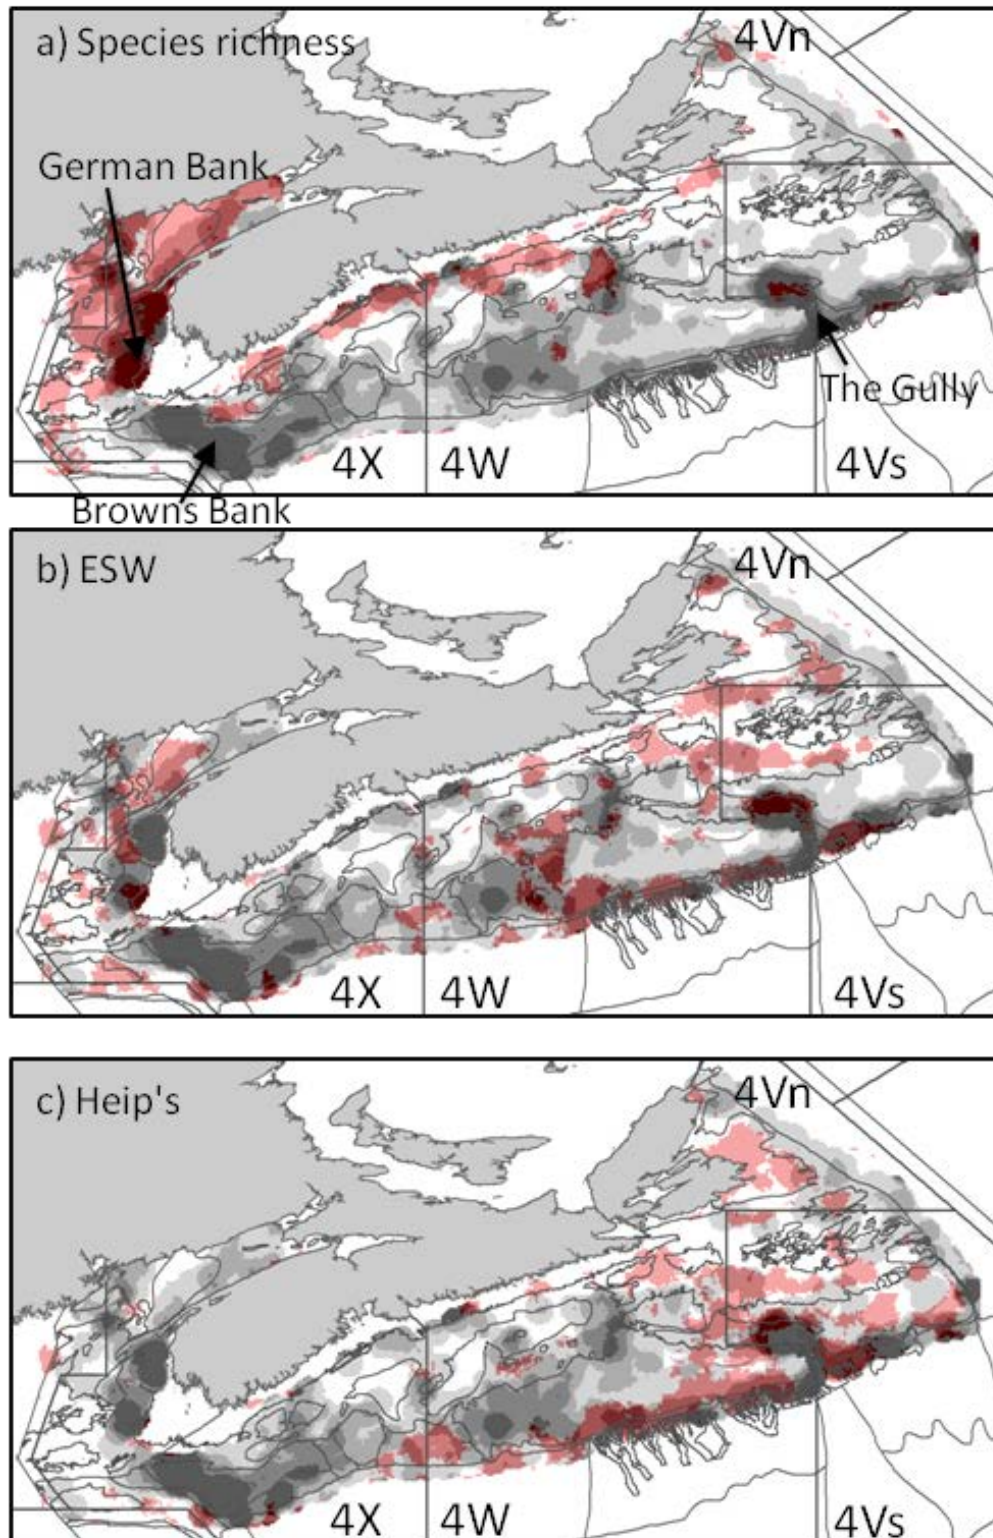 a) Species richness
4Vn
German Bank
The Gully
4X
4W
4Vs
Browns Bank
b) ESW
4Vn
4X
4W
4Vs
c) Heip's
4Vn
4X
4W
4Vs